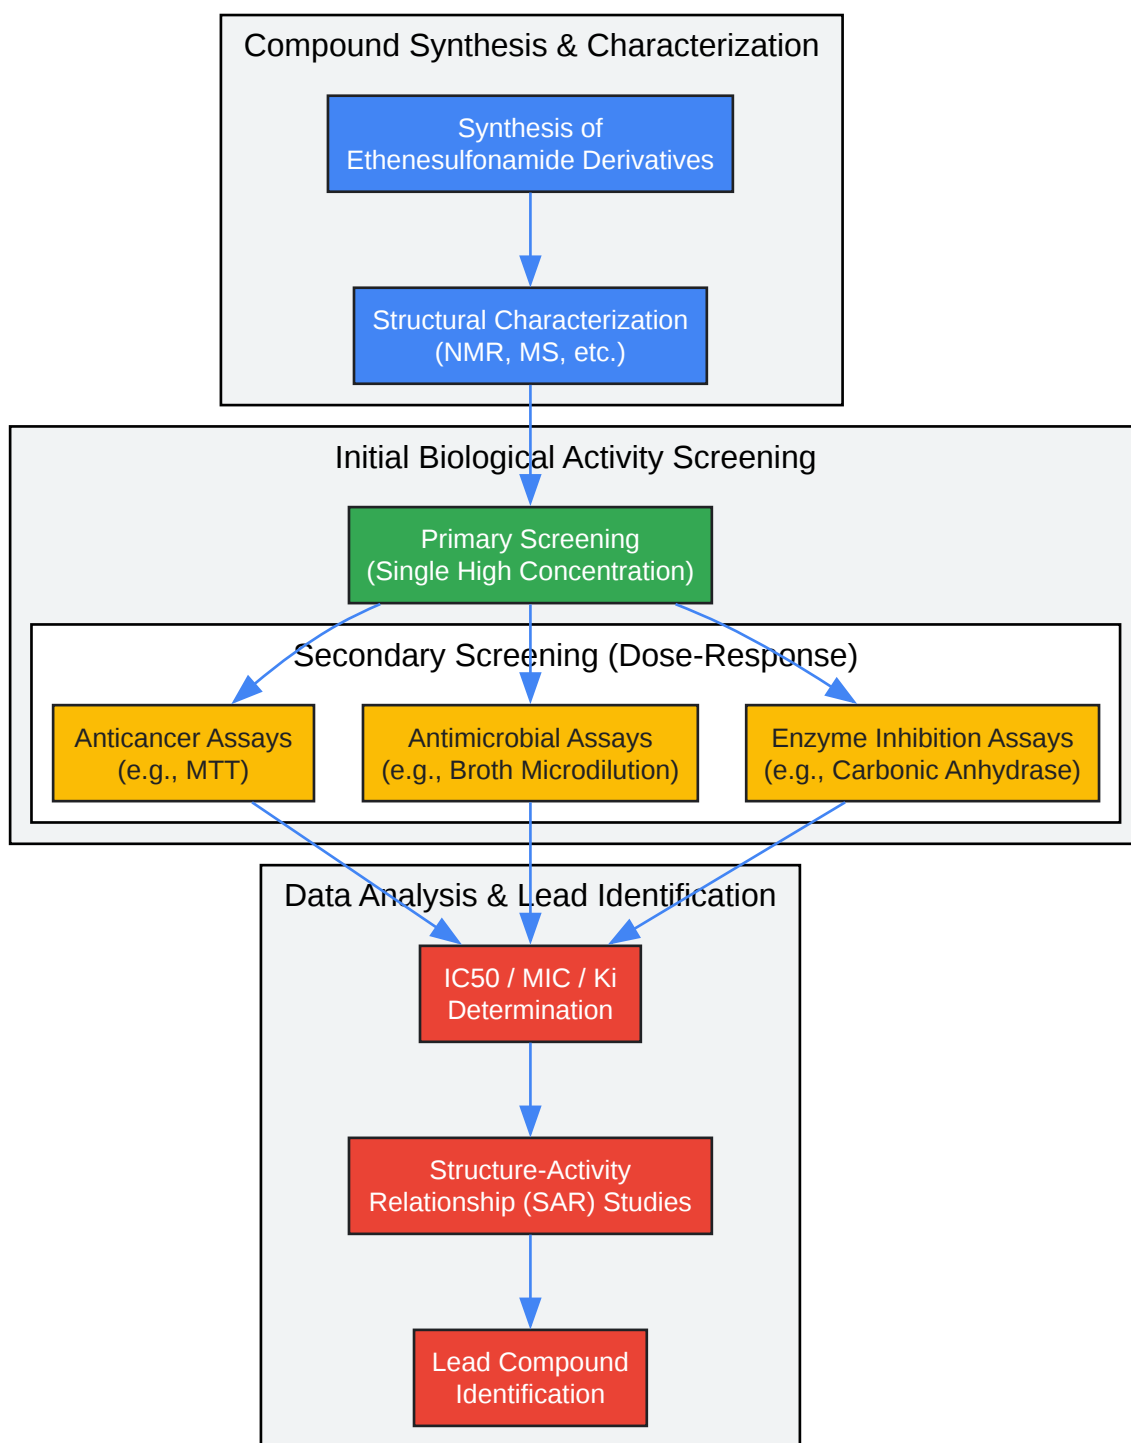 Compound Synthesis & Characterization
Synthesis of
Ethenesulfonamide Derivatives
Structural Characterization
(NMR, MS, etc.)
Initial Biological Activity Screening
Primary Screening
(Single High Concentration)
Secondary Screening (Dose-Response)
Anticancer Assays
(e.g., MTT)
Antimicrobial Assays
(e.g., Broth Microdilution)
Enzyme Inhibition Assays
(e.g., Carbonic Anhydrase)
Data Analysis & Lead Identification
IC50 / MIC / Ki
Determination
Structure-Activity
Relationship (SAR) Studies
Lead Compound
Identification